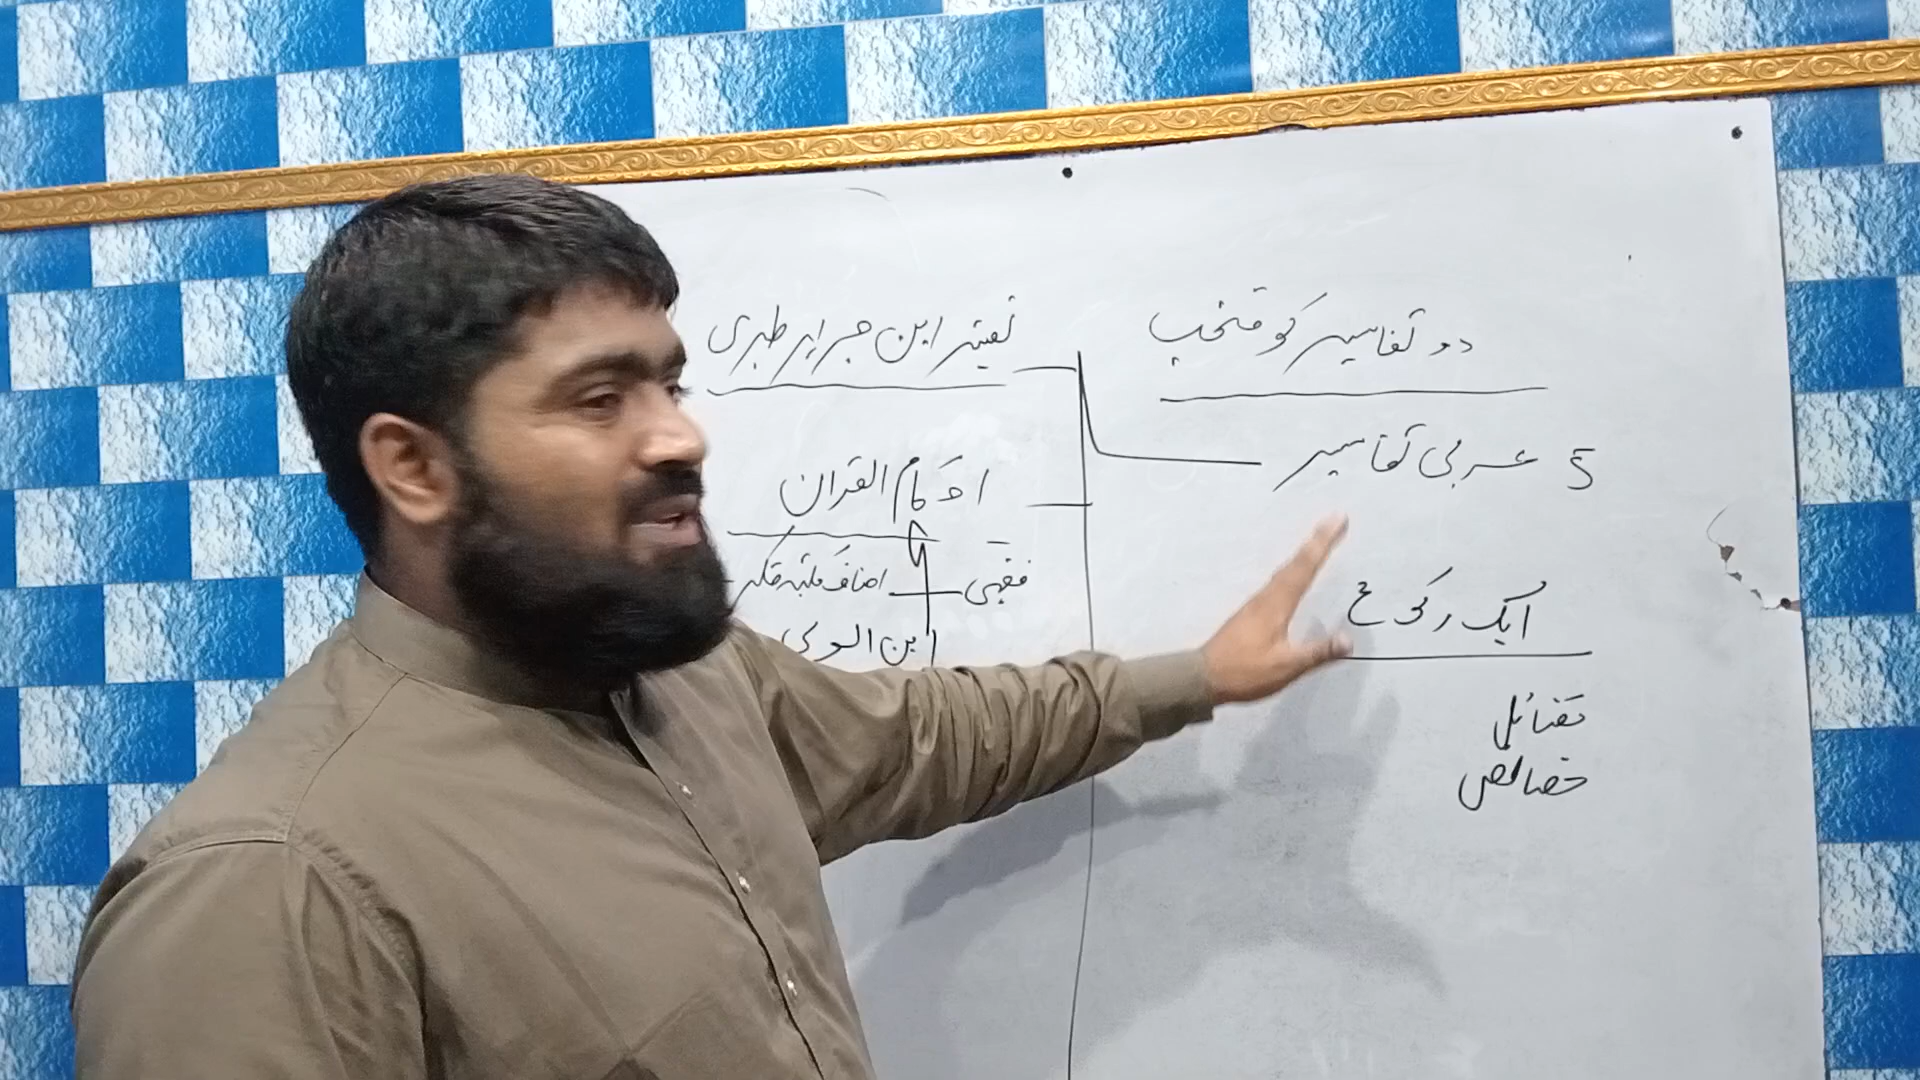 دو تفاسیر کو منتخب
5 عربی تفاسیر
ایک رکوع
فضائل
خصائص
تفسیر ابن جریر طبری
احکام القرآن
فقہی
ابن العربی